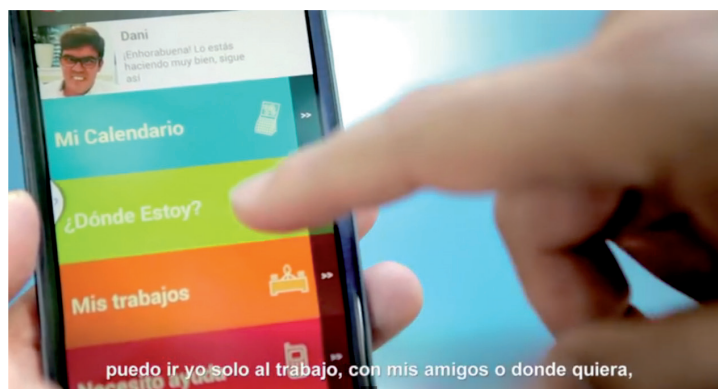 Dani
¡Enhorabuena! Lo estás
haciendo muy bien, sigue
así
Mi Calendario
¿Dónde Estoy?
Mis trabajos
Necesito ayuda
puedo ir yo solo al trabajo, con mis amigos o donde quiera,